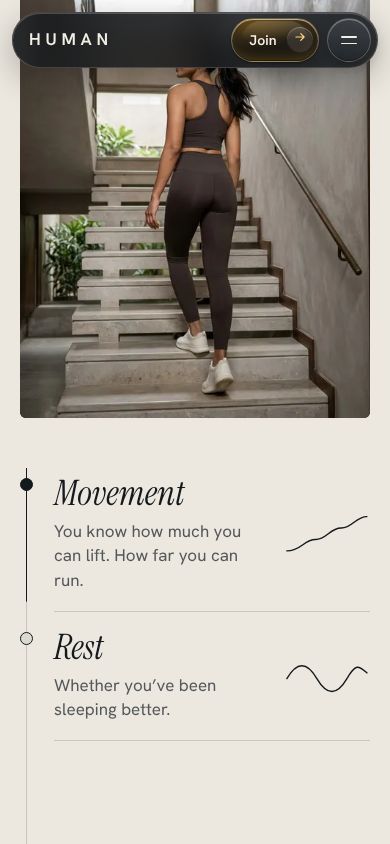 HUMAN
Join
Movement
You know how much you
can lift. How far you can
run.
Rest
Whether you’ve been
sleeping better.